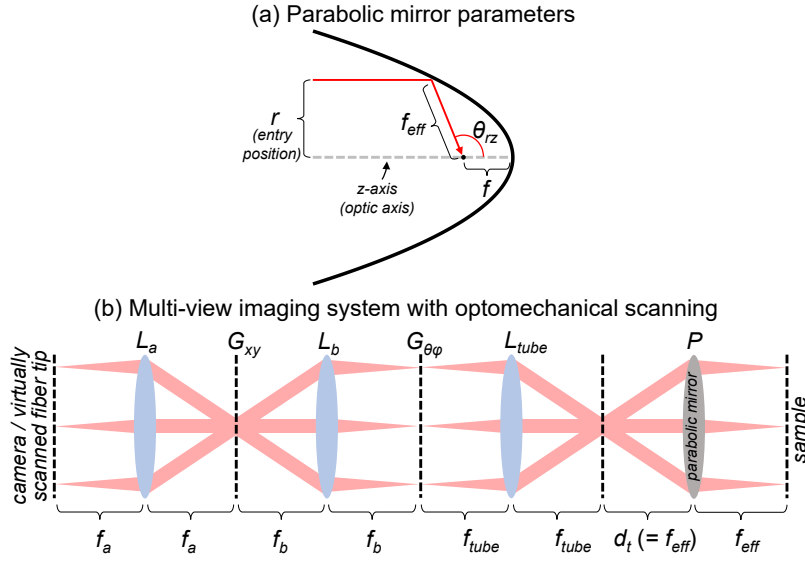 (a) Parabolic mirror parameters
r
(entry
position)
f_eff
θ_rz
f
z-axis
(optic axis)
(b) Multi-view imaging system with optomechanical scanning
L_a
G_xy
L_b
G_θφ
L_tube
P
camera / virtually
scanned fiber tip
parabolic mirror
sample
f_a
f_a
f_b
f_b
f_tube
f_tube
d_t (= f_eff)
f_eff